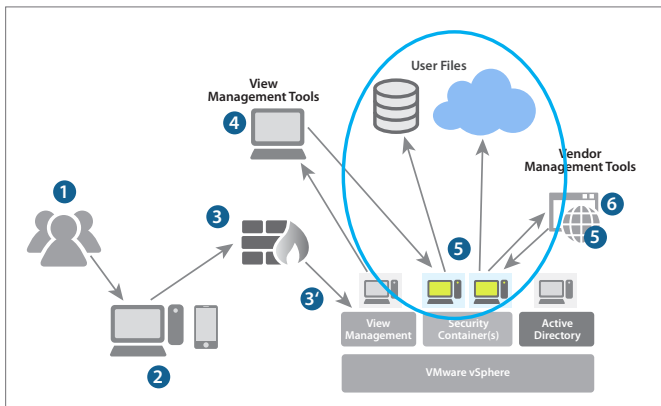 User Files
View
Management Tools
4
Vendor
Management Tools
1
6
3
5
5
3‘
View
Management
Security
Container(s)
Active
Directory
2
VMware vSphere